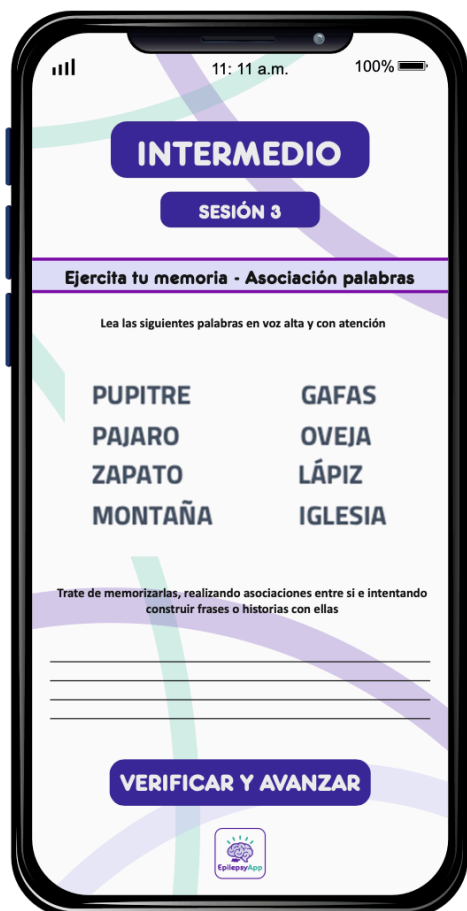 11: 11 a.m.
100%
INTERMEDIO
SESIÓN 3
Ejercita tu memoria - Asociación palabras
Lea las siguientes palabras en voz alta y con atención
PUPITRE GAFAS
PAJARO OVEJA
ZAPATO LÁPIZ
MONTAÑA IGLESIA
Trate de memorizarlas, realizando asociaciones entre si e intentando
construir frases o historias con ellas
VERIFICAR Y AVANZAR
EpilepsyApp